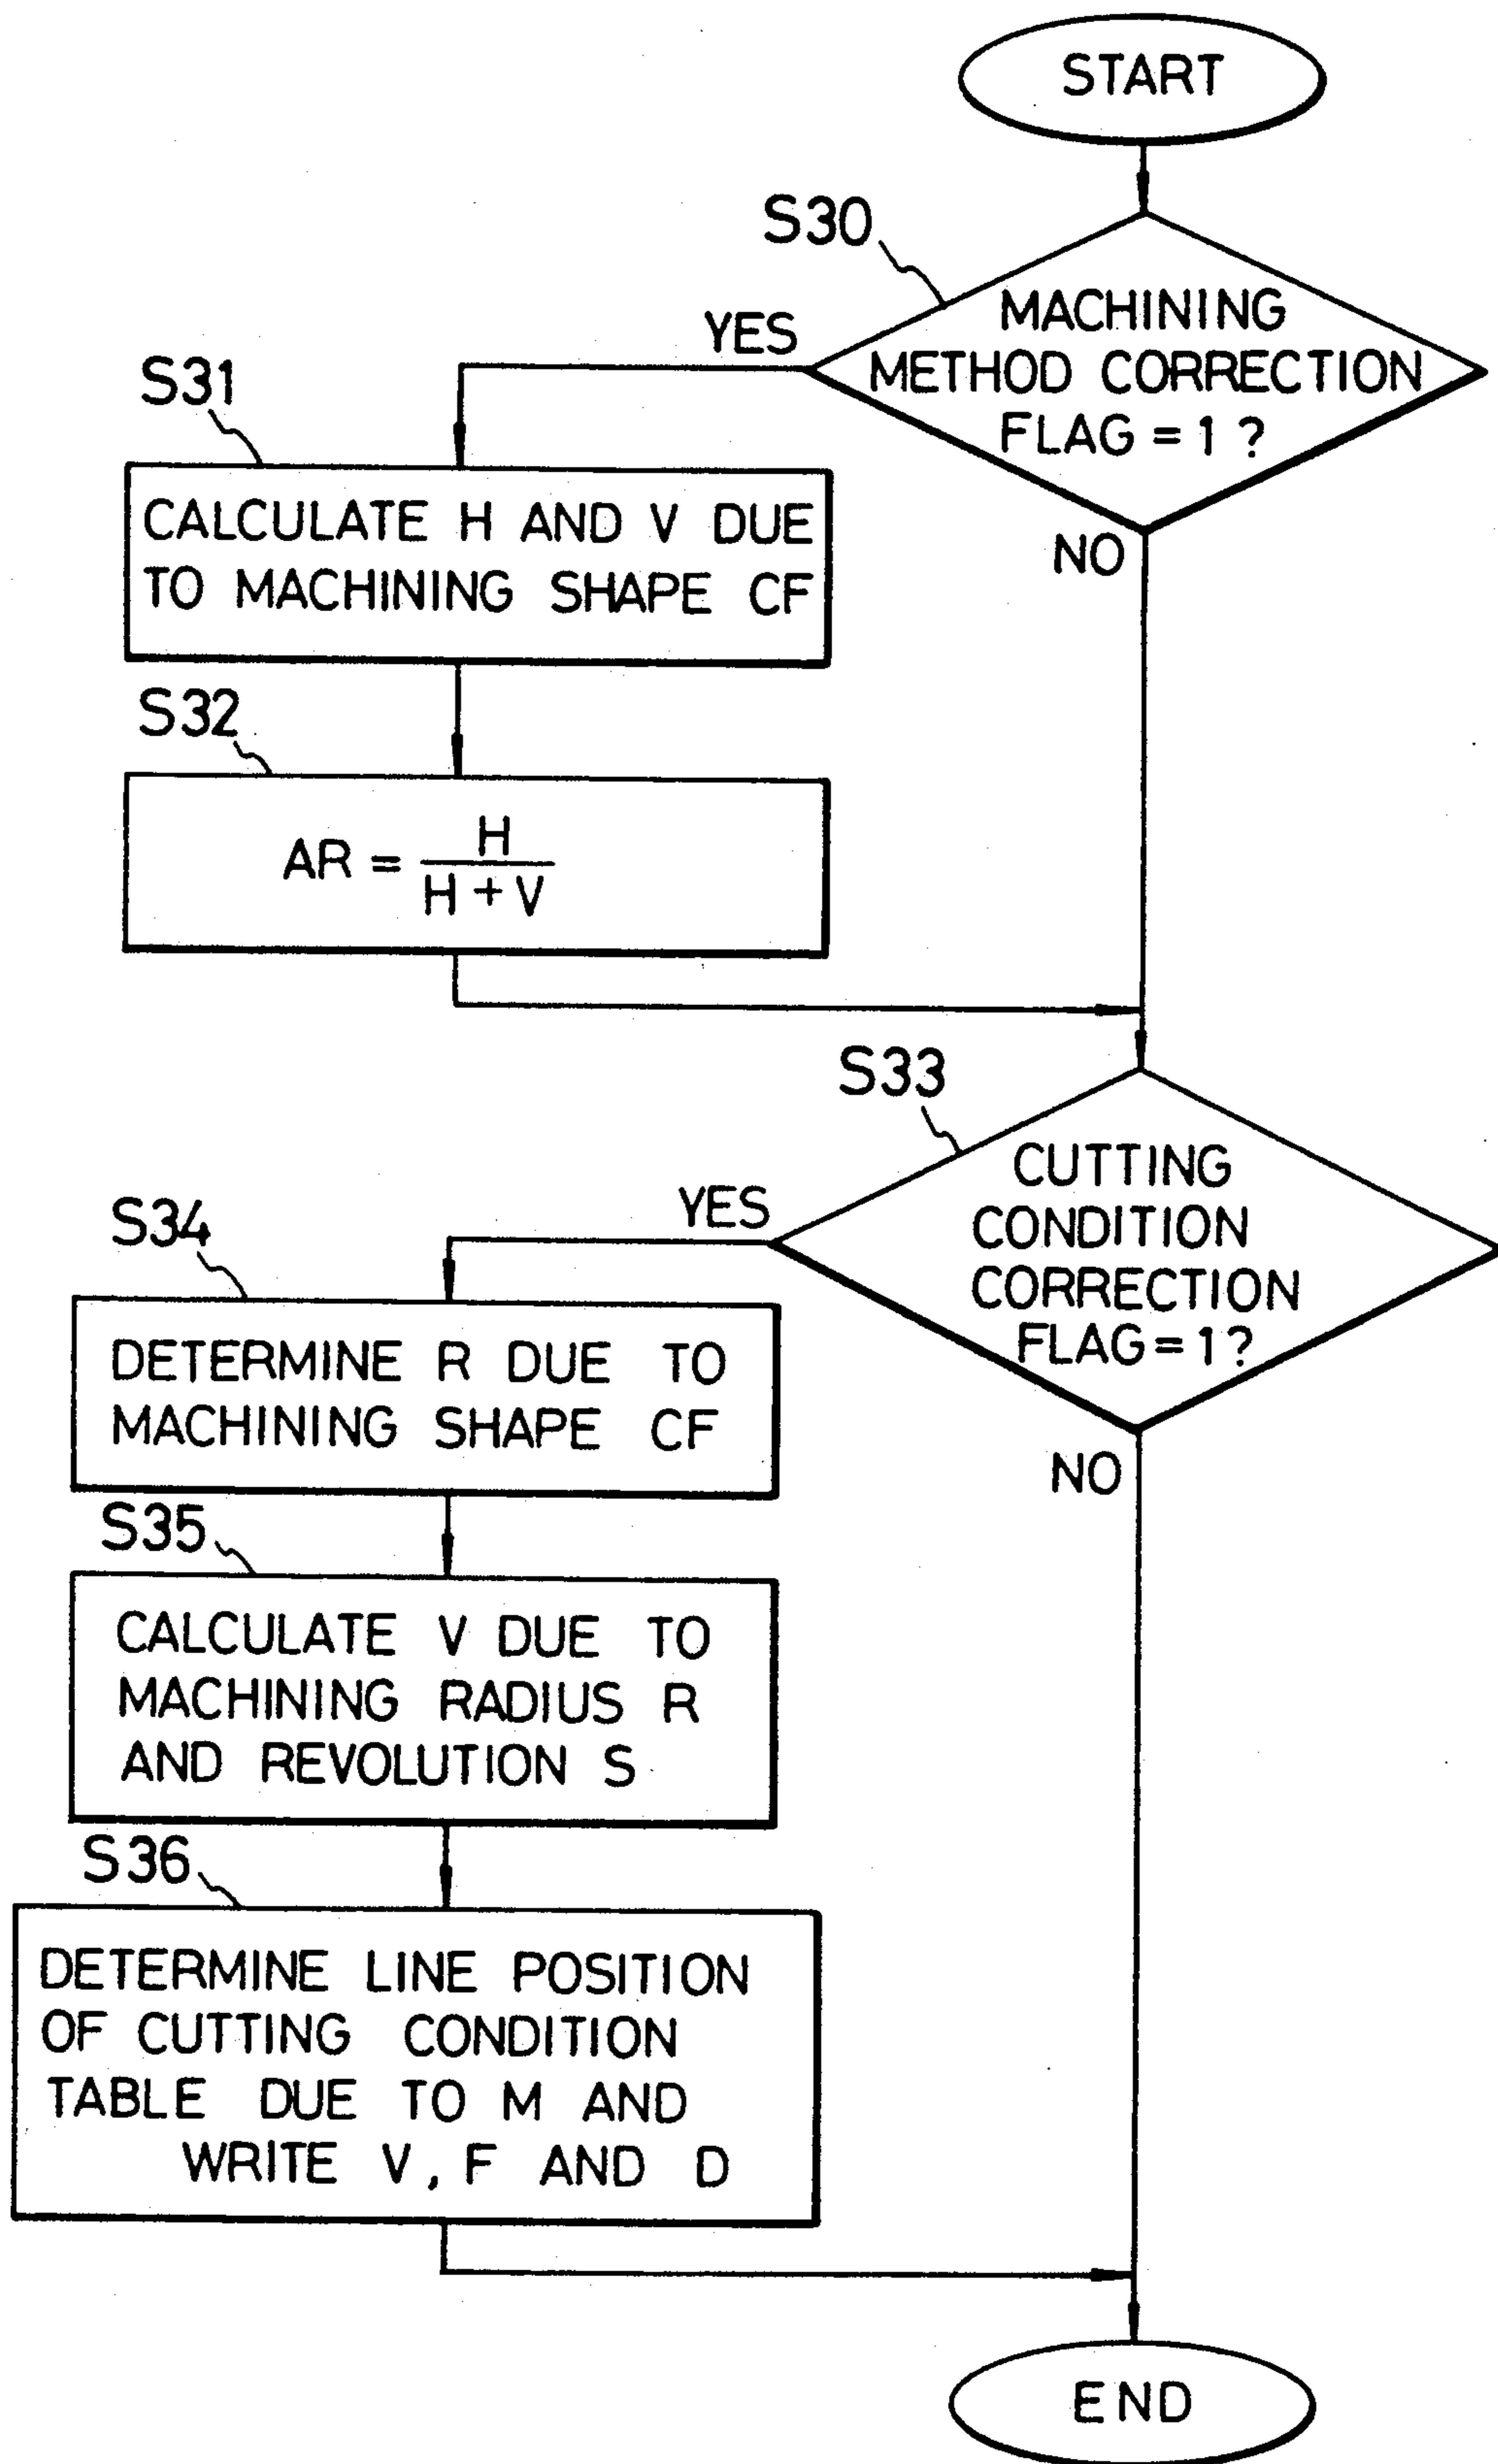 START
S30
MACHINING
METHOD CORRECTION
FLAG = 1 ?
YES
NO
S31
CALCULATE H AND V DUE
TO MACHINING SHAPE CF
S32
AR = H / H + V
S33
CUTTING
CONDITION
CORRECTION
FLAG = 1 ?
YES
NO
S34
DETERMINE R DUE TO
MACHINING SHAPE CF
S35
CALCULATE V DUE TO
MACHINING RADIUS R
AND REVOLUTION S
S36
DETERMINE LINE POSITION
OF CUTTING CONDITION
TABLE DUE TO M AND
WRITE V, F AND D
END